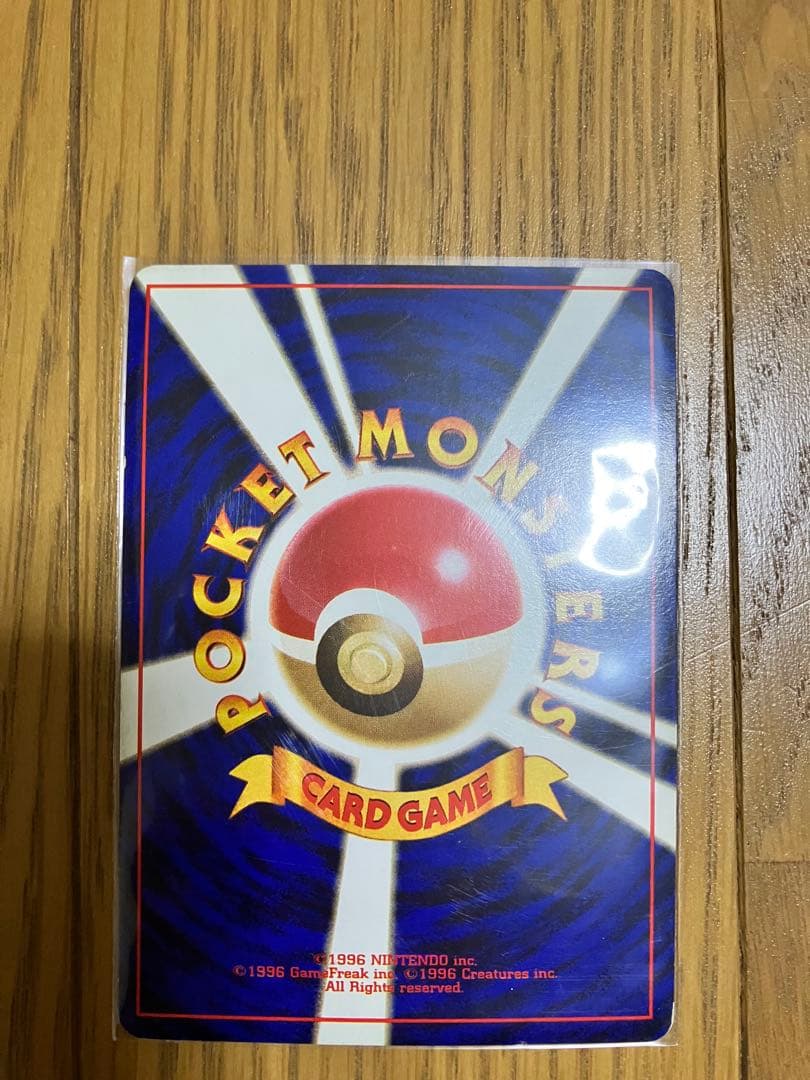 POCKET MONSTERS
CARD GAME
©1996 NINTENDO inc.
©1996 GameFreak inc. ©1996 Creatures inc.
All Rights reserved.